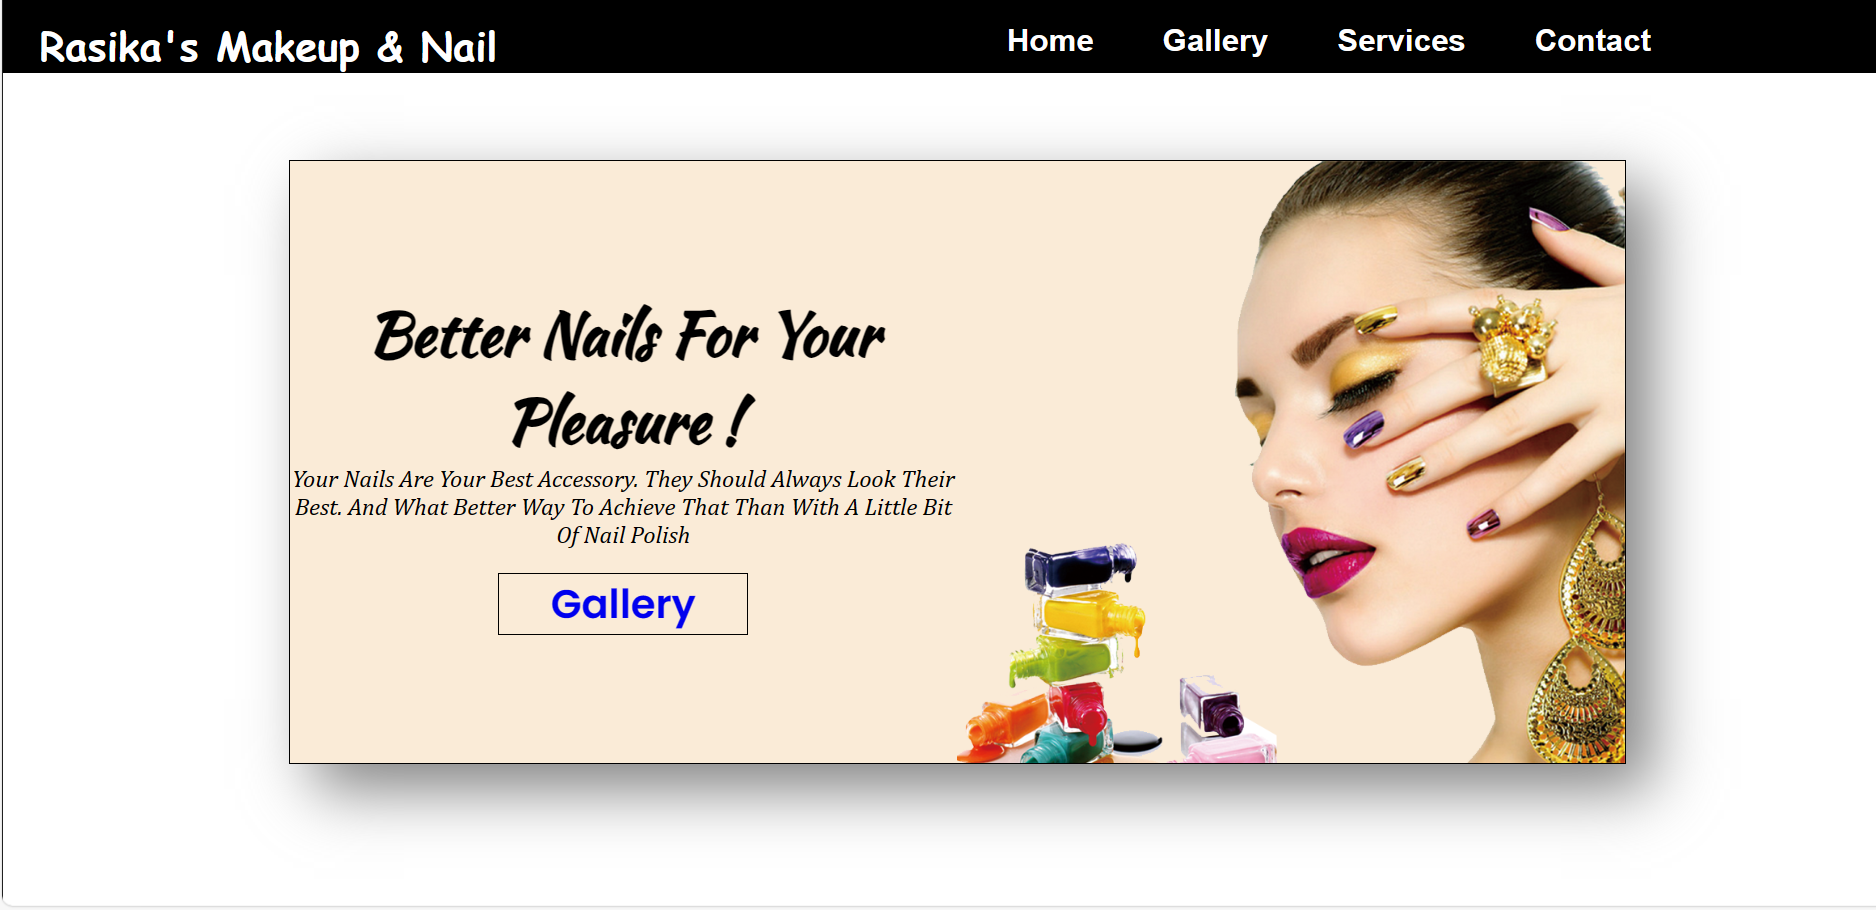 Rasika's Makeup & Nail
Home Gallery Services Contact
Better Nails For Your
Pleasure !
Your Nails Are Your Best Accessory. They Should Always Look Their
Best. And What Better Way To Achieve That Than With A Little Bit
Of Nail Polish
Gallery